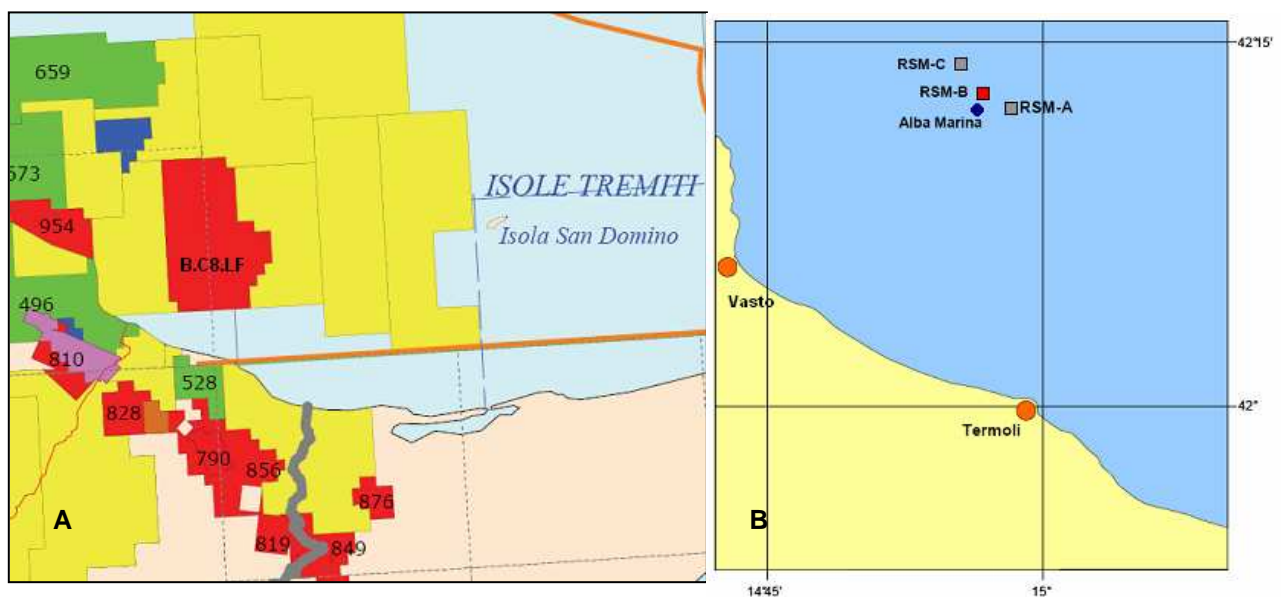 659
573
954
B.C8.LF
ISOLE TREMITI
Isola San Domino
496
810
528
828
790
856
876
819
849
A
42°15'
RSM-C
RSM-B
RSM-A
Alba Marina
Vasto
42°
Termoli
B
14°45'
15°